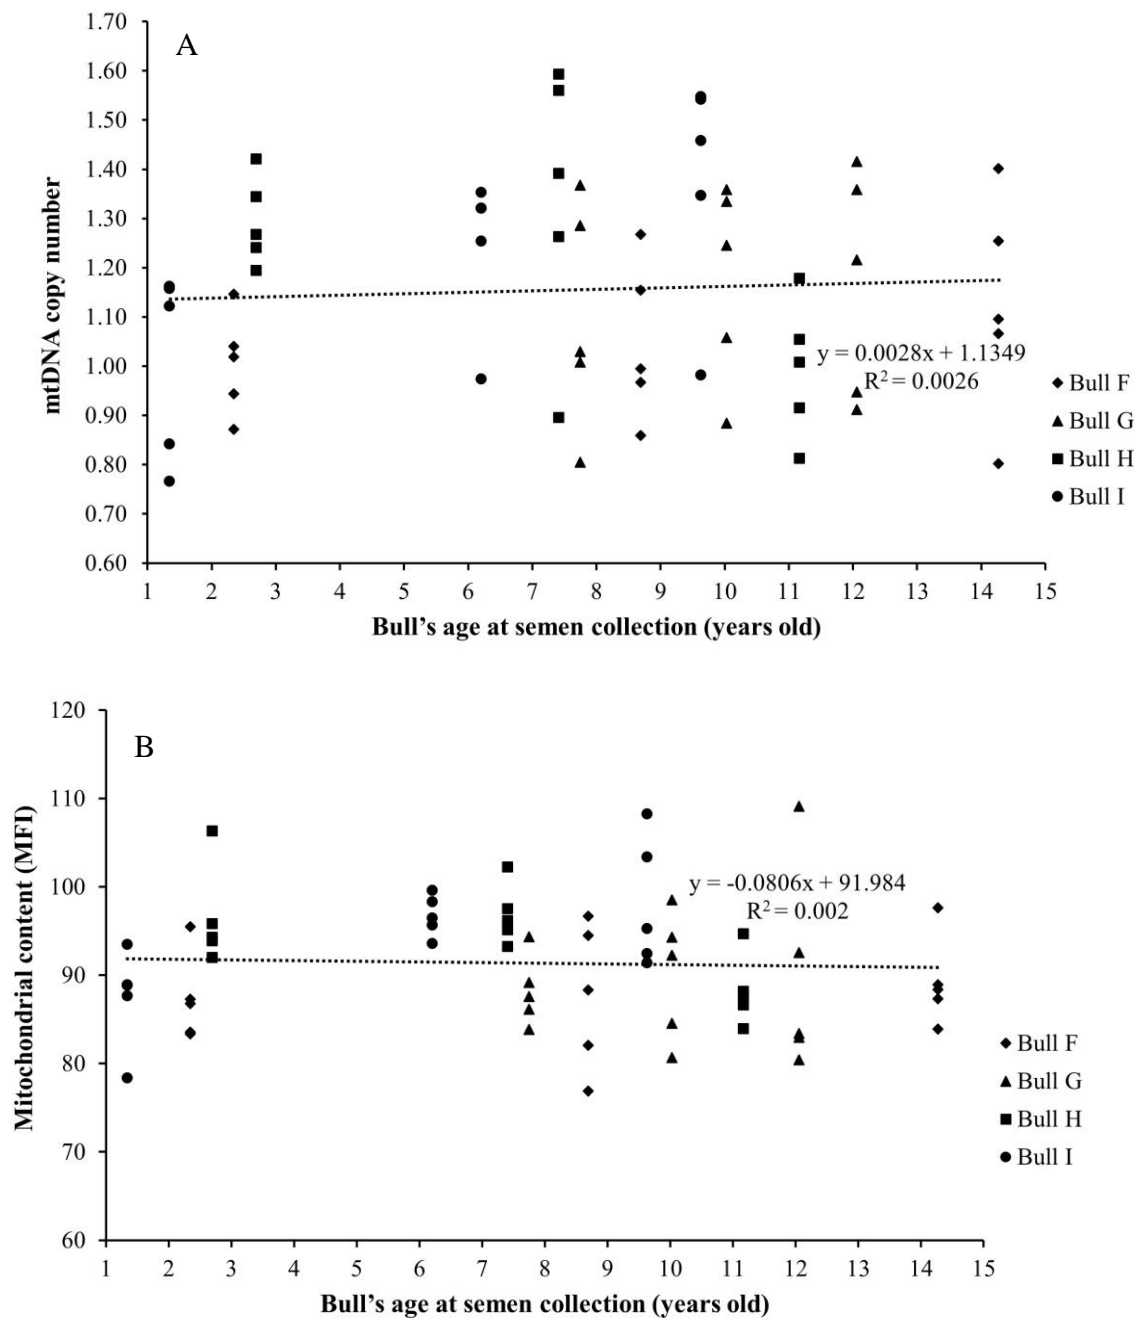 A
1.70
1.60
1.50
1.40
1.30
1.20
1.10
1.00
0.90
0.80
0.70
0.60
mtDNA copy number
y = 0.0028x + 1.1349
R² = 0.0026
Bull F
Bull G
Bull H
Bull I
1 2 3 4 5 6 7 8 9 10 11 12 13 14 15
Bull’s age at semen collection (years old)
B
120
110
100
90
80
70
60
Mitochondrial content (MFI)
y = -0.0806x + 91.984
R² = 0.002
Bull F
Bull G
Bull H
Bull I
1 2 3 4 5 6 7 8 9 10 11 12 13 14 15
Bull’s age at semen collection (years old)